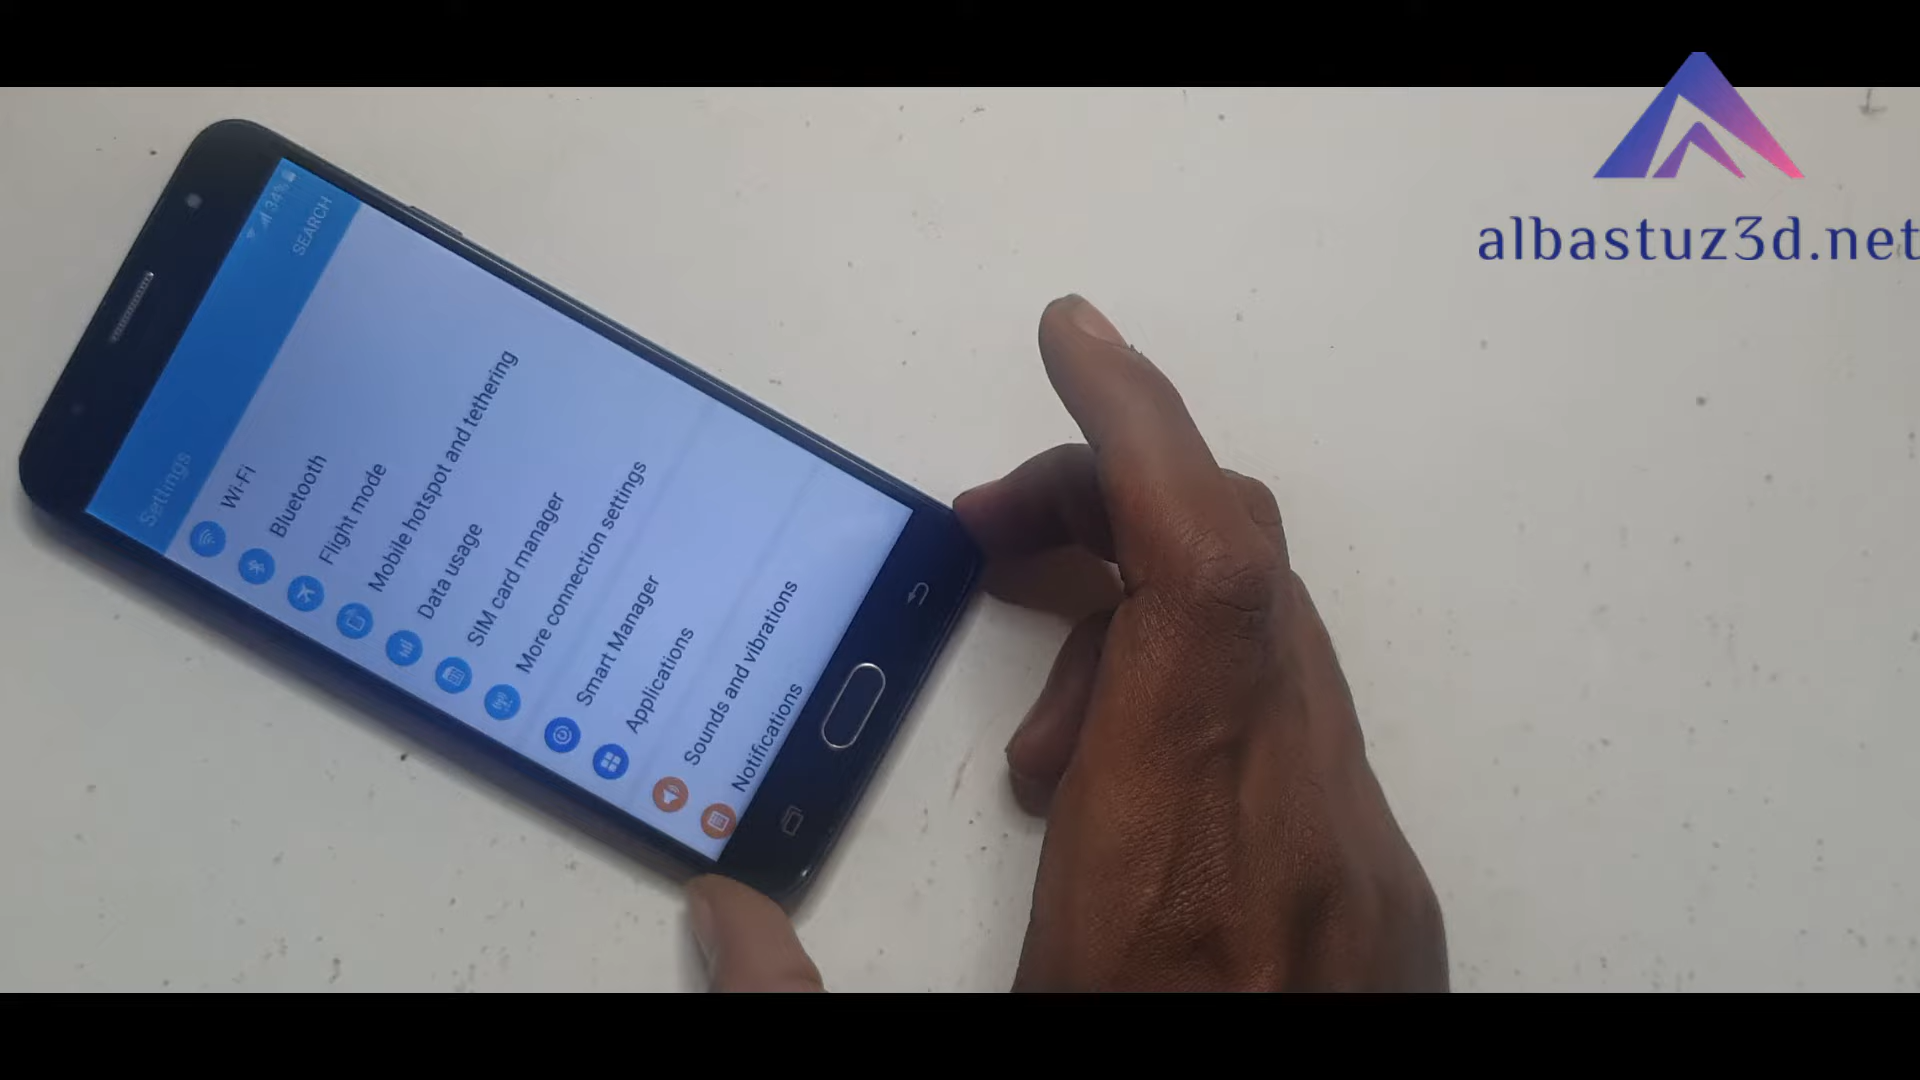 34%
SEARCH
Settings
Wi-Fi
Bluetooth
Flight mode
Mobile hotspot and tethering
Data usage
SIM card manager
More connection settings
Smart Manager
Applications
Sounds and vibrations
Notifications
albastuz3d.net